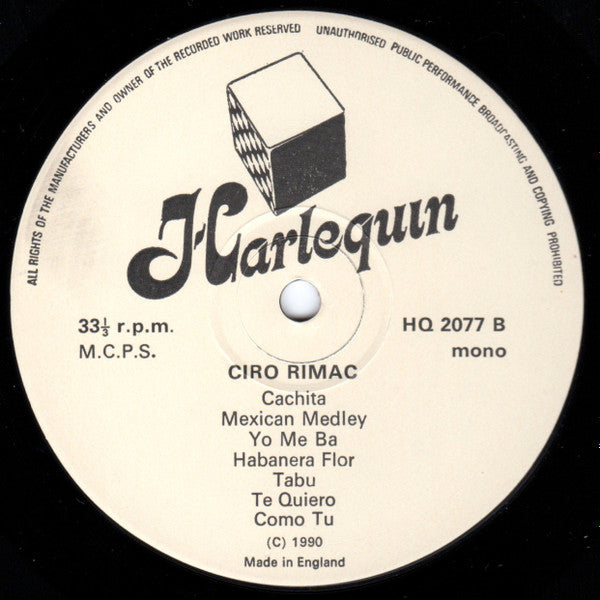 ALL RIGHTS OF THE MANUFACTURERS AND OWNER OF THE RECORDED WORK RESERVED UNAUTHORISED PUBLIC PERFORMANCE BROADCASTING AND COPYING PROHIBITED
Harlequin
33⅓ r.p.m.
M.C.P.S.
HQ 2077 B
mono
CIRO RIMAC
Cachita
Mexican Medley
Yo Me Ba
Habanera Flor
Tabu
Te Quiero
Como Tu
(C) 1990
Made in England